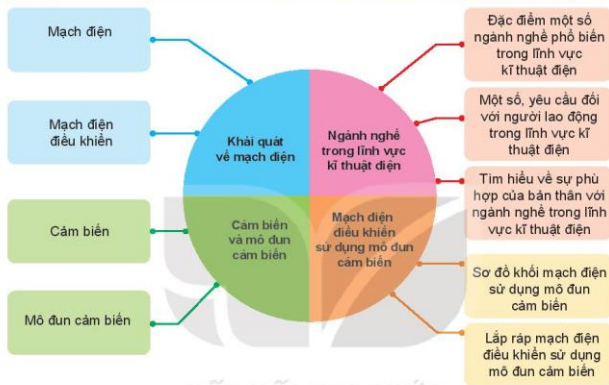 Mạch điện
Mạch điện
điều khiển
Cảm biến
Mô đun cảm biến
Khải quát
về mạch điện
Ngành nghề
trong lĩnh vực
kĩ thuật điện
Cảm biến
và mô đun
cảm biến
Mạch điện
điều khiển
sử dụng mô đun
cảm biến
Đặc điểm một số
ngành nghề phổ biến
trong lĩnh vực
kĩ thuật điện
Một số, yêu cầu đối
với người lao động
trong lĩnh vực kĩ
thuật điện
Tìm hiểu về sự phù
hợp của bản thân với
ngành nghề trong lĩnh
vực kĩ thuật điện
Sơ đồ khối mạch điện
sử dụng mô đun
cảm biến
Lắp ráp mạch điện
điều khiển sử dụng
mô đun cảm biến